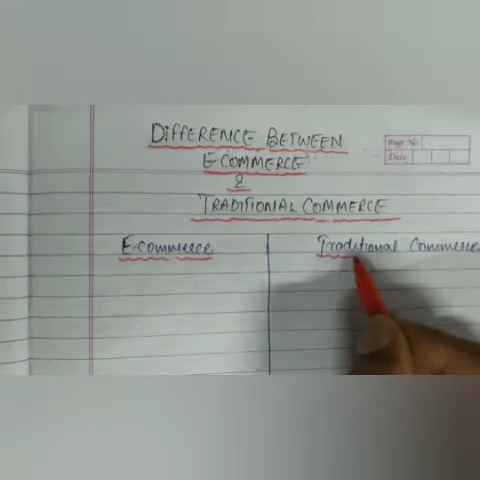 DIFFERENCE BETWEEN
E-COMMERCE
&
TRADITIONAL COMMERCE
Page No.
Date
E-commerce
Traditional Commerce